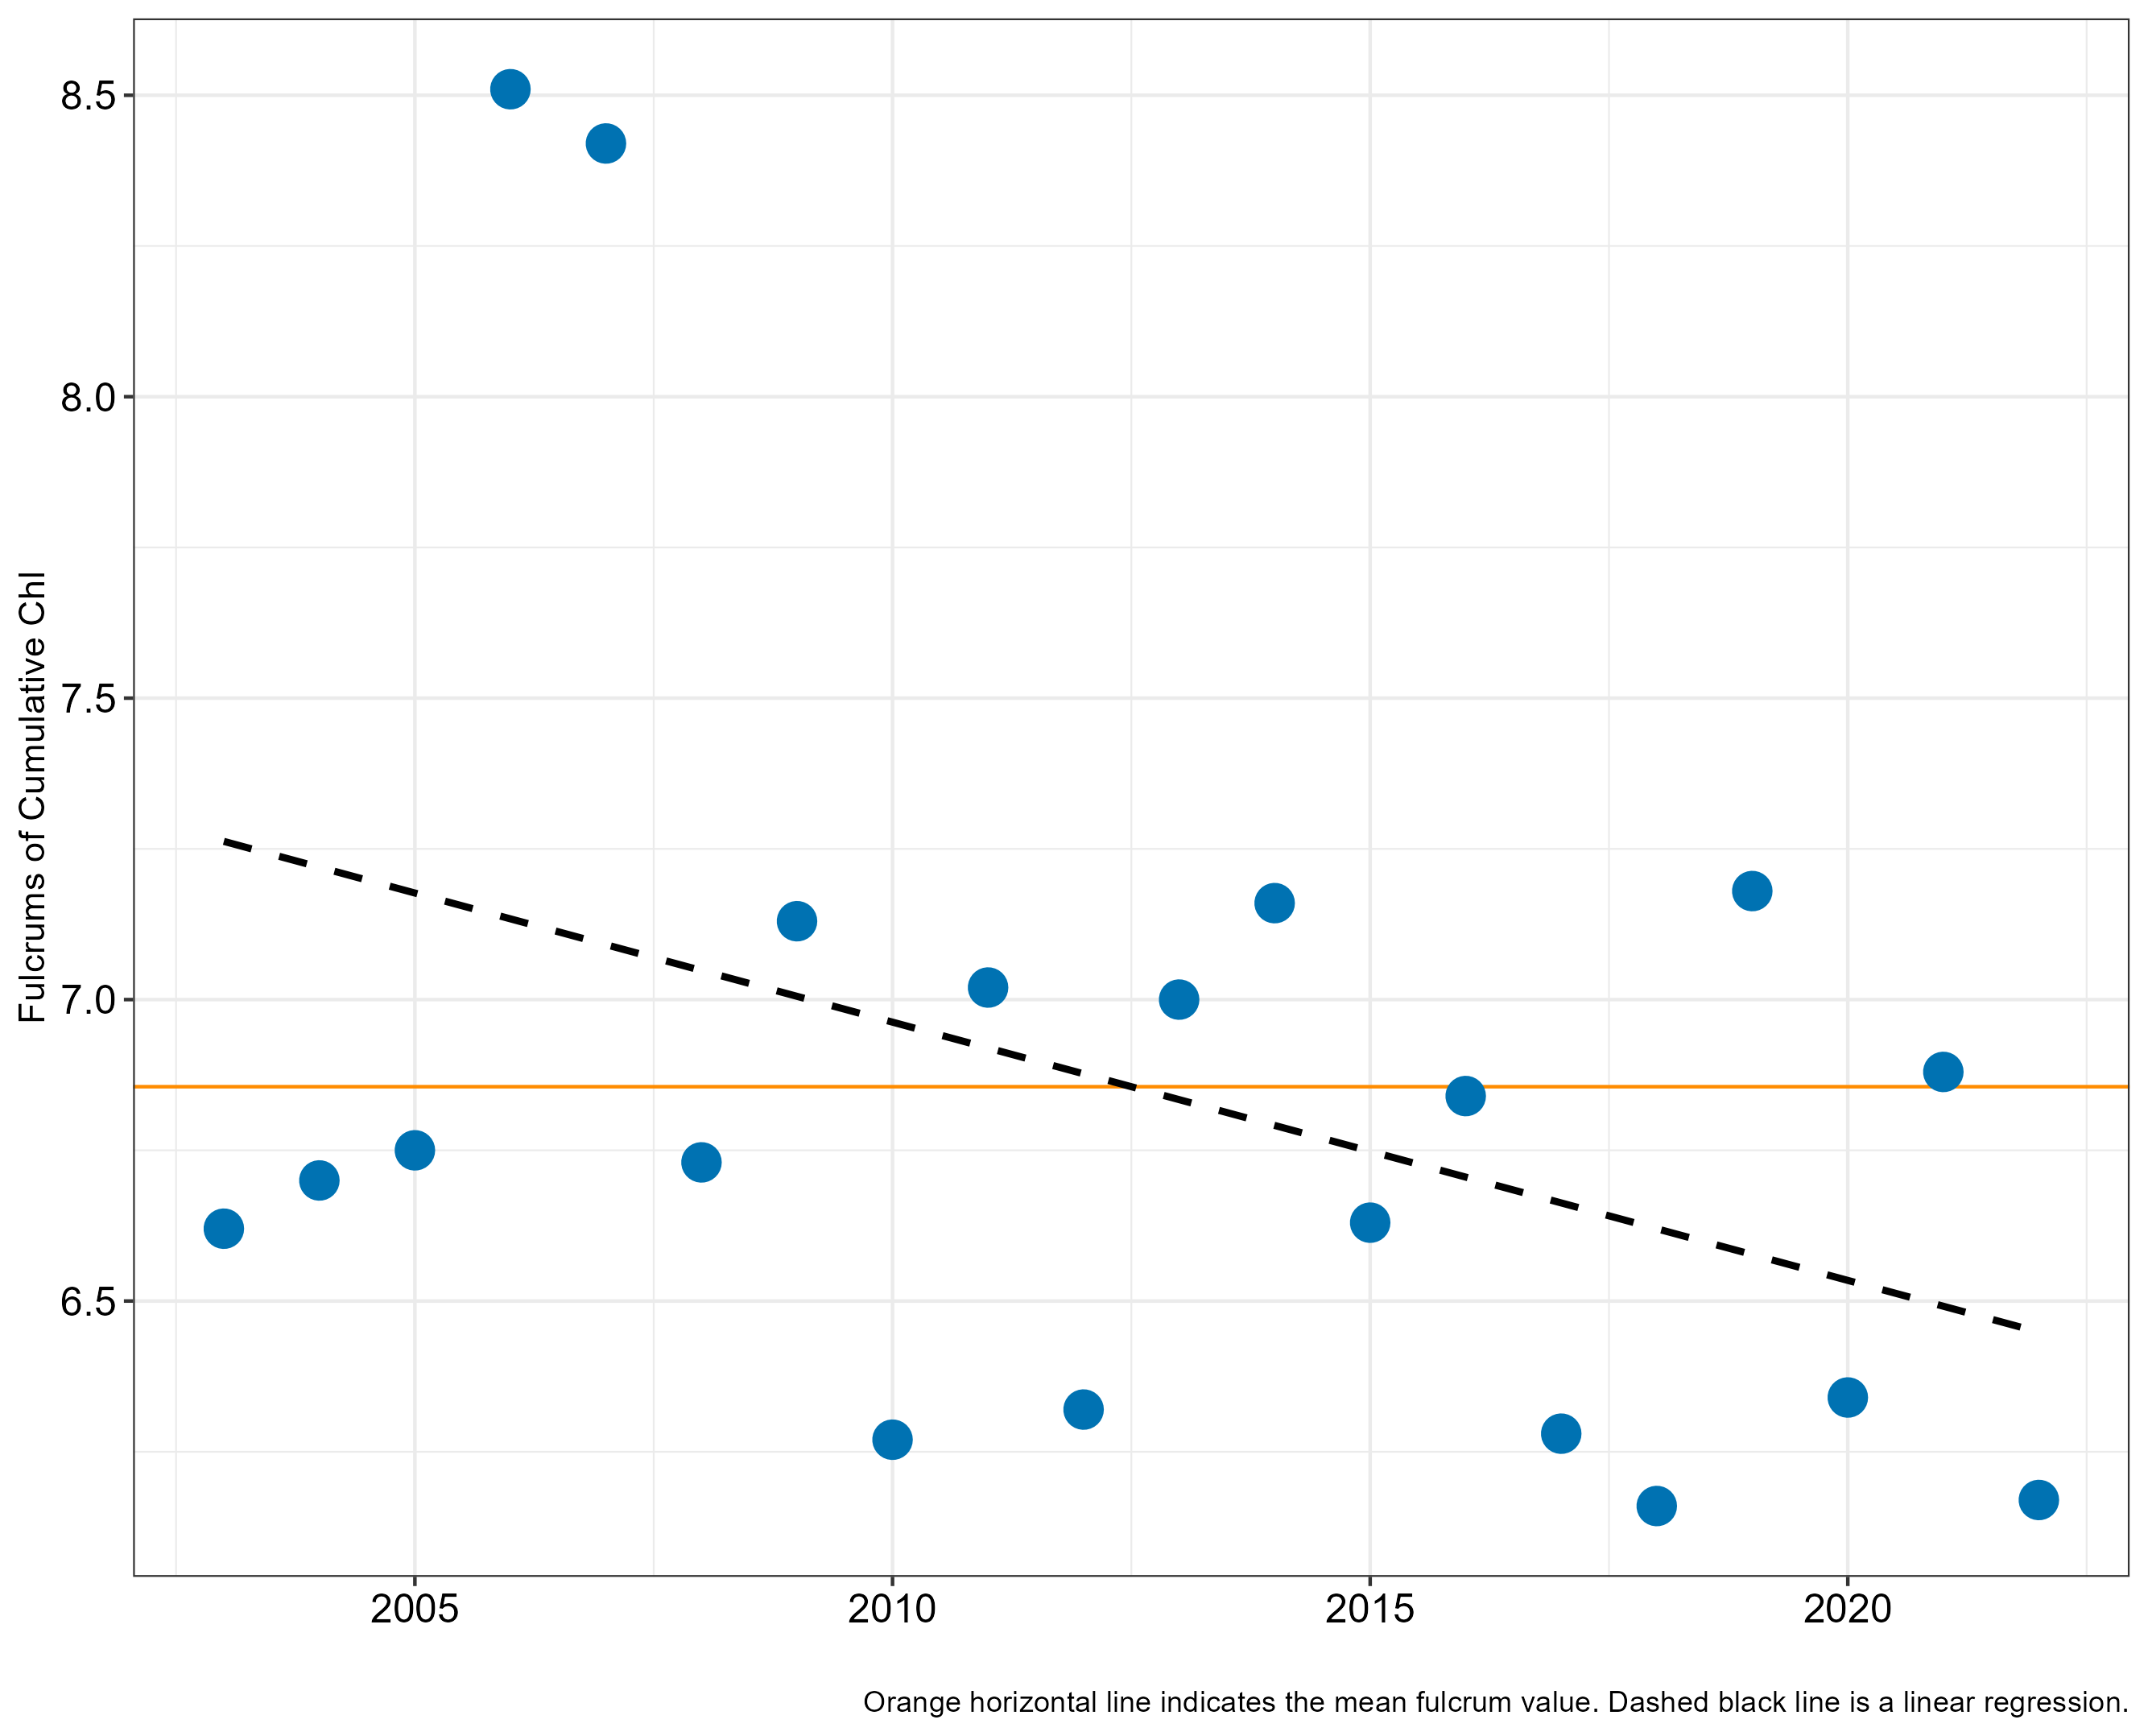 Fulcrums of Cumulative Chl
8.5
8.0
7.5
7.0
6.5
2005 2010 2015 2020
Orange horizontal line indicates the mean fulcrum value. Dashed black line is a linear regression.